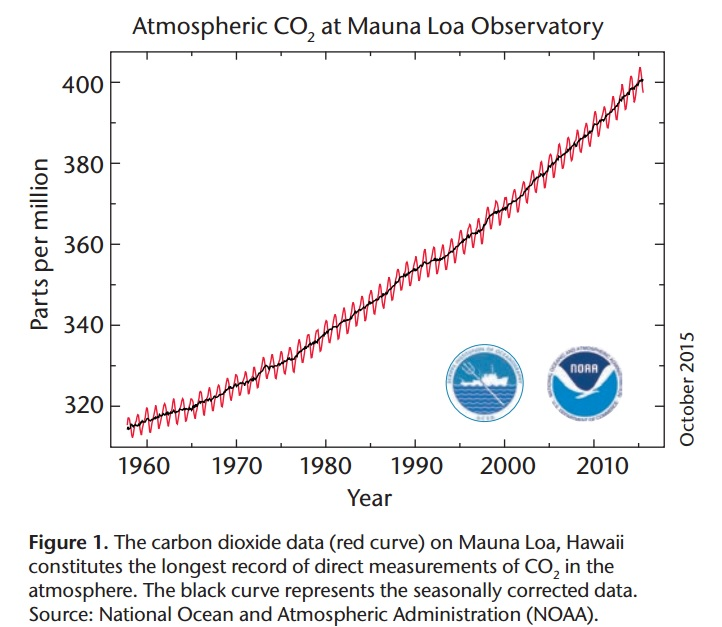 Atmospheric CO2 at Mauna Loa Observatory
Parts per million
400
380
360
340
320
1960
1970
1980
1990
2000
2010
Year
NOAA
October 2015
Figure 1. The carbon dioxide data (red curve) on Mauna Loa, Hawaii
constitutes the longest record of direct measurements of CO2 in the
atmosphere. The black curve represents the seasonally corrected data.
Source: National Ocean and Atmospheric Administration (NOAA).